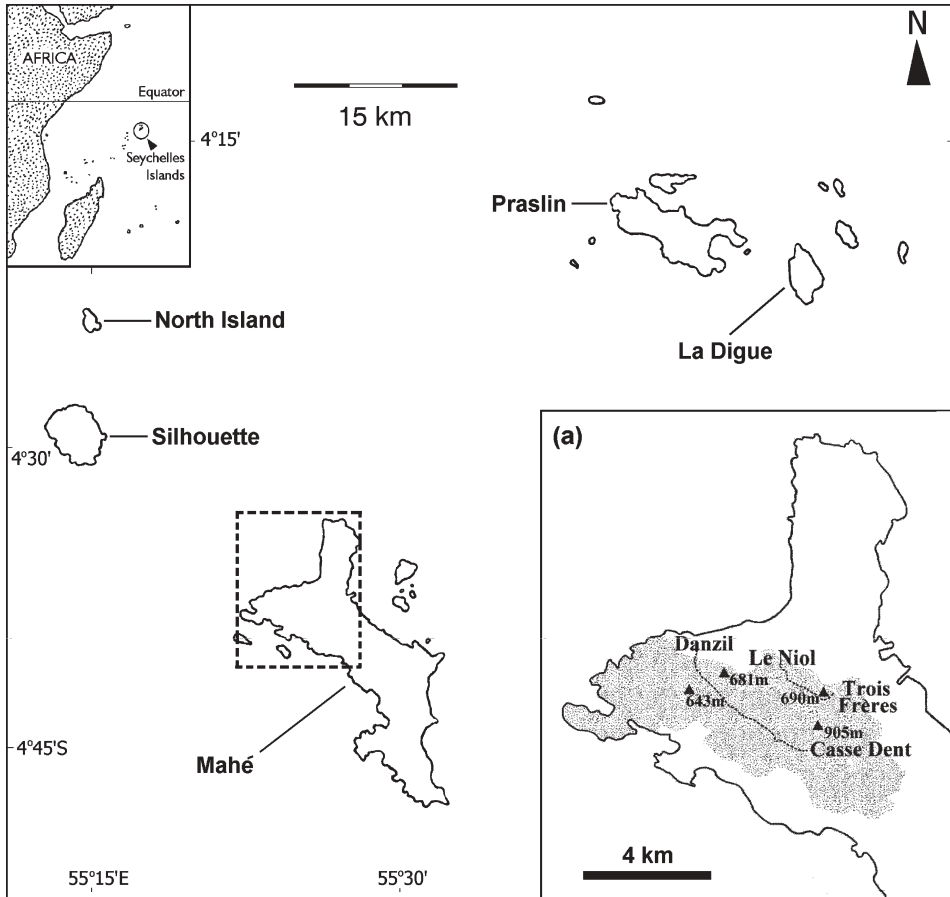 AFRICA
Equator
Seychelles
Islands
15 km
N
4°15'
Praslin
La Digue
North Island
Silhouette
4°30'
Mahé
4°45'S
55°15'E
55°30'
(a)
Danzil
Le Niol
681m
643m
690m
Trois
Frères
905m
Casse Dent
4 km